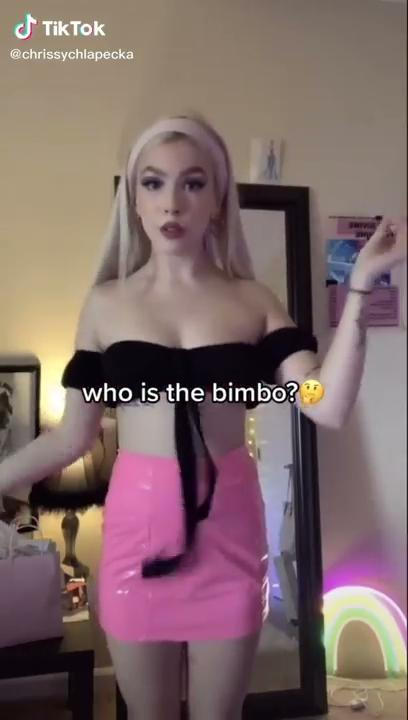 TikTok
@chrissychlapecka
who is the bimbo?🤔